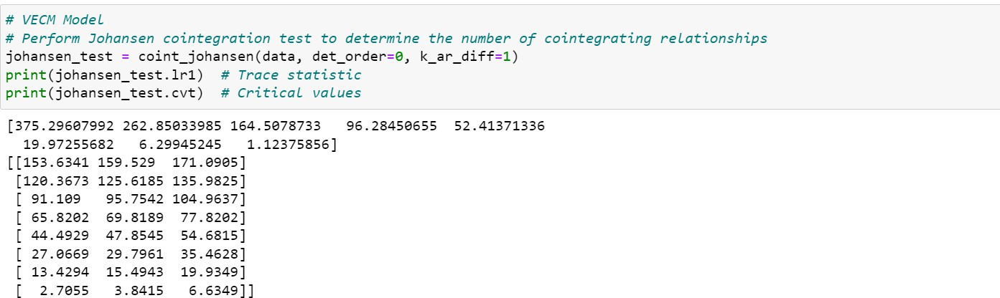 # VECM Model
# Perform Johansen cointegration test to determine the number of cointegrating relationships
johansen_test = coint_johansen(data, det_order=0, k_ar_diff=1)
print(johansen_test.lr1)  # Trace statistic
print(johansen_test.cvt)  # Critical values
[375.29607992 262.85033985 164.5078733   96.28450655  52.41371336
  19.97255682   6.29945245   1.12375856]
[[153.6341 159.529  171.0905]
 [120.3673 125.6185 135.9825]
 [ 91.109   95.7542 104.9637]
 [ 65.8202  69.8189  77.8202]
 [ 44.4929  47.8545  54.6815]
 [ 27.0669  29.7961  35.4628]
 [ 13.4294  15.4943  19.9349]
 [  2.7055   3.8415   6.6349]]